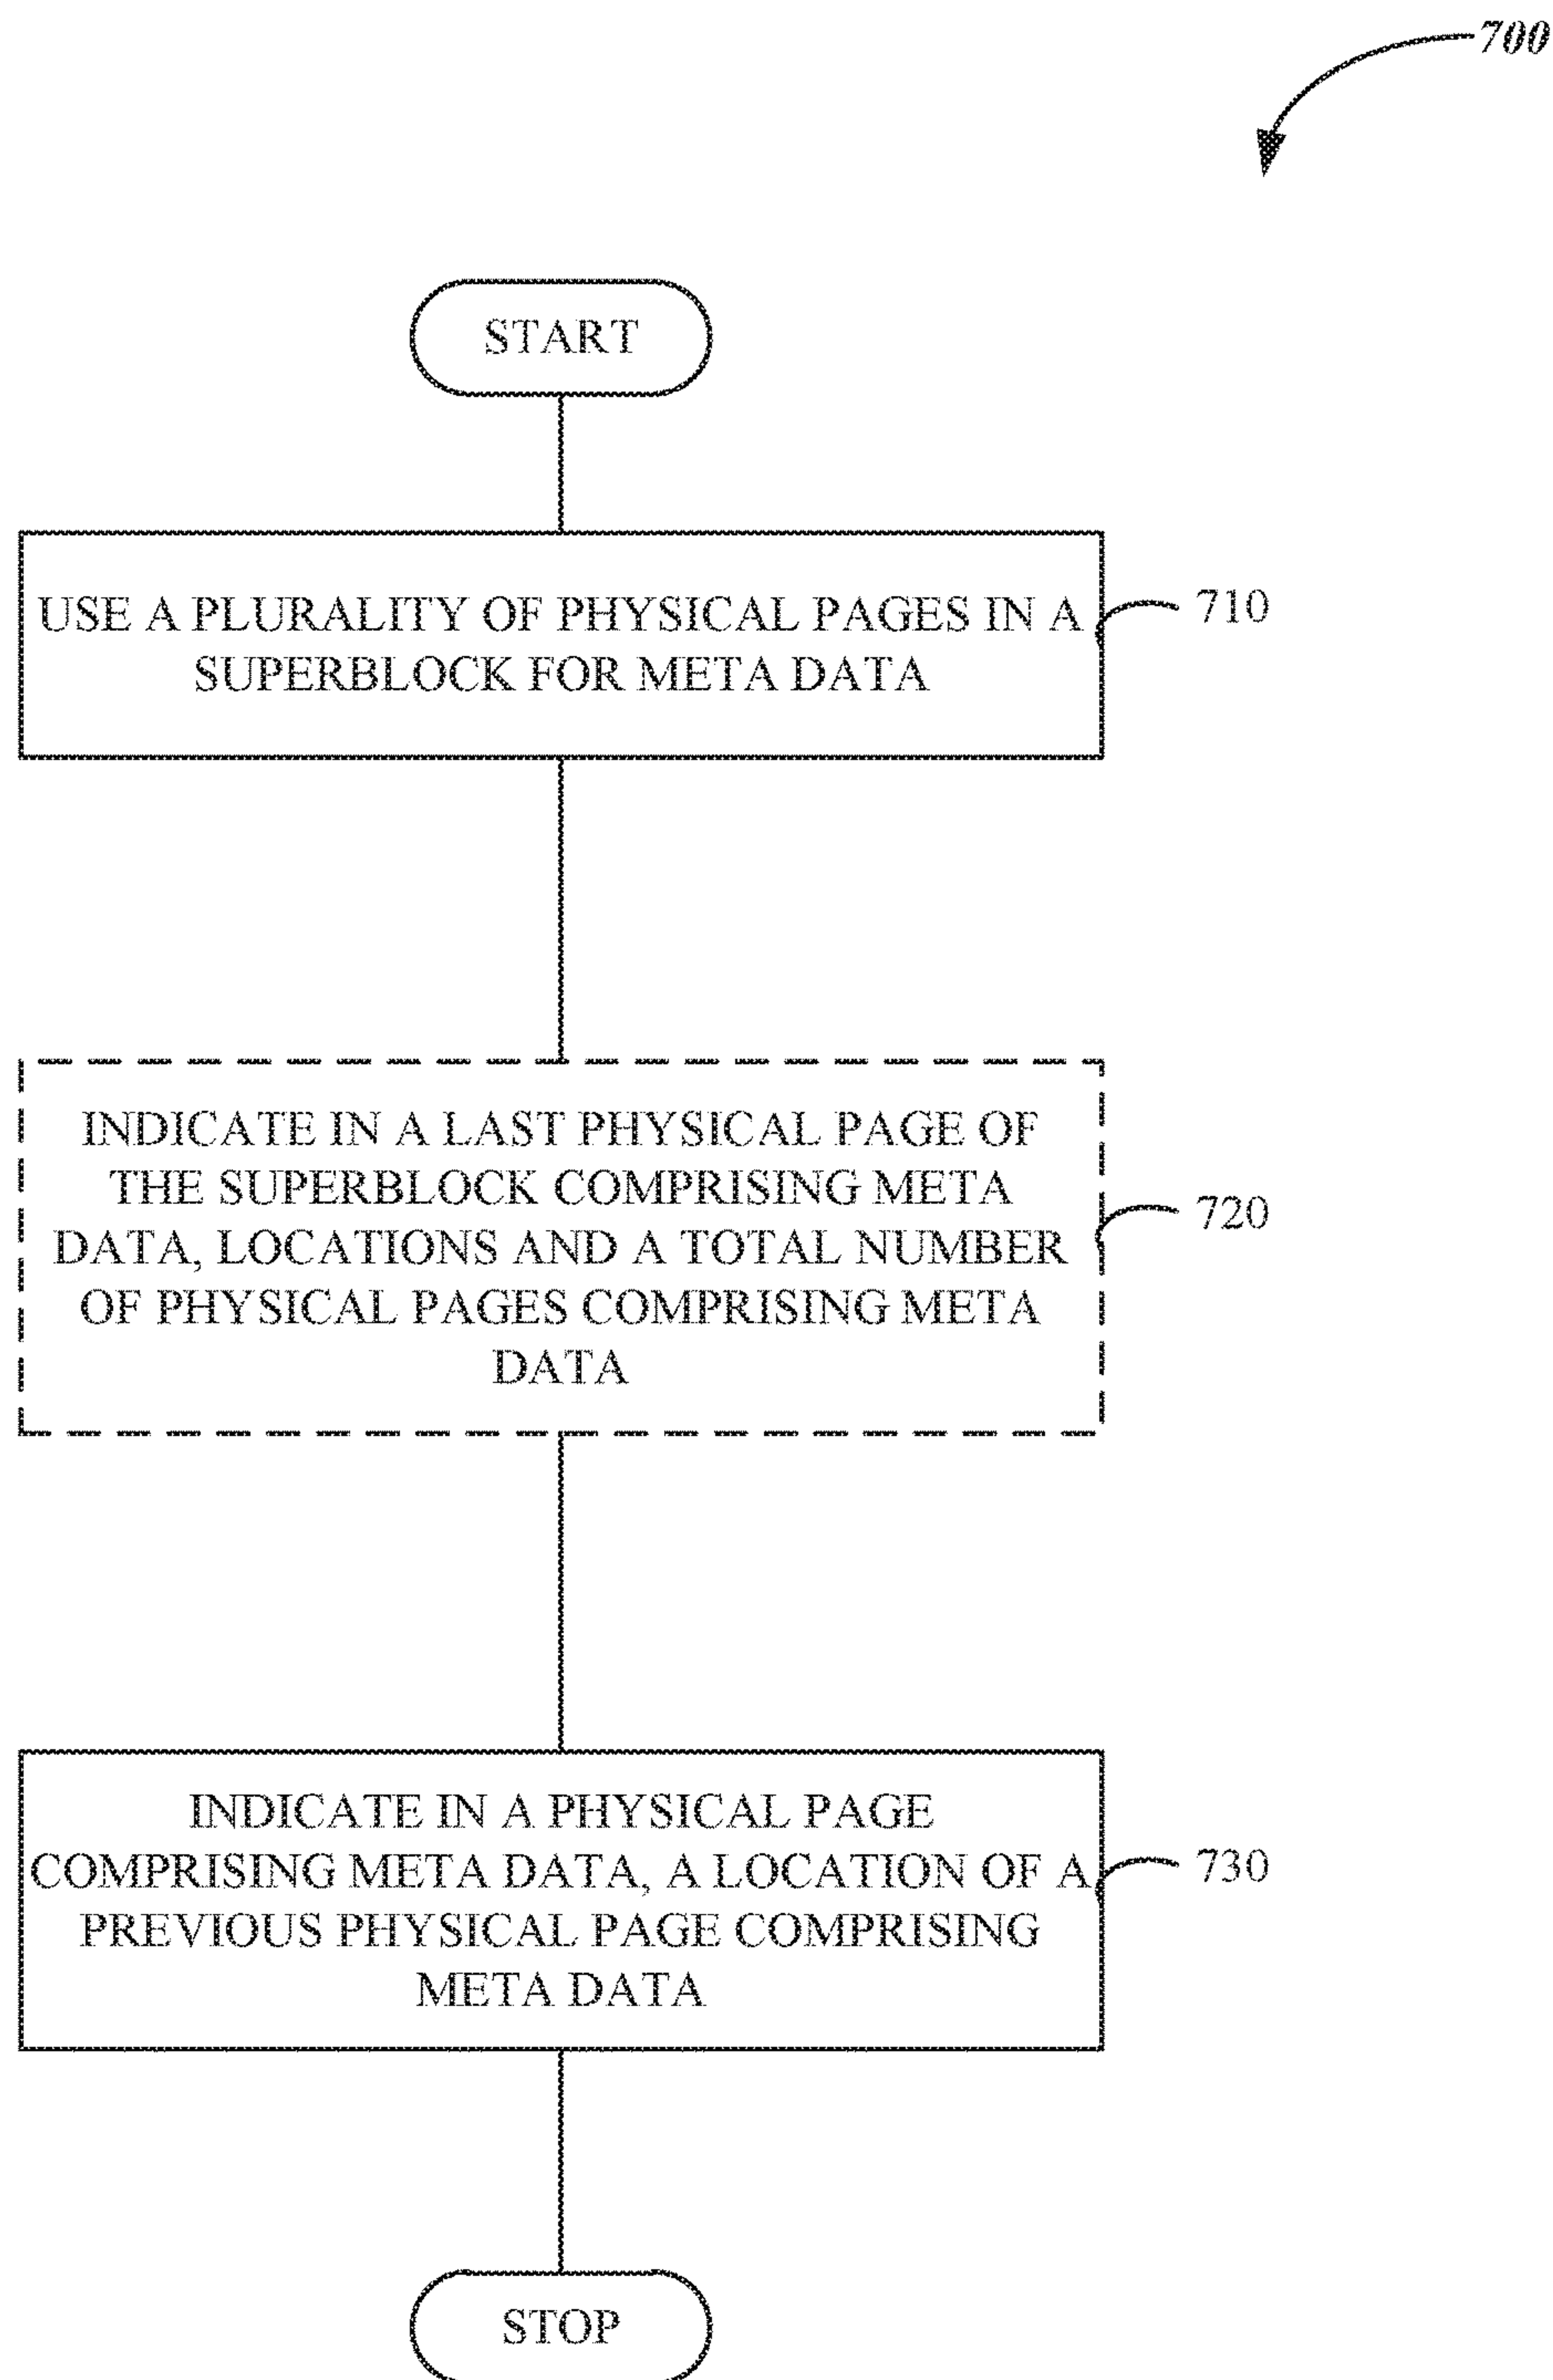 700
START
USE A PLURALITY OF PHYSICAL PAGES IN A
SUPERBLOCK FOR META DATA
710
INDICATE IN A LAST PHYSICAL PAGE OF
THE SUPERBLOCK COMPRISING META
DATA, LOCATIONS AND A TOTAL NUMBER
OF PHYSICAL PAGES COMPRISING META
DATA
720
INDICATE IN A PHYSICAL PAGE
COMPRISING META DATA, A LOCATION OF A
PREVIOUS PHYSICAL PAGE COMPRISING
META DATA
730
STOP